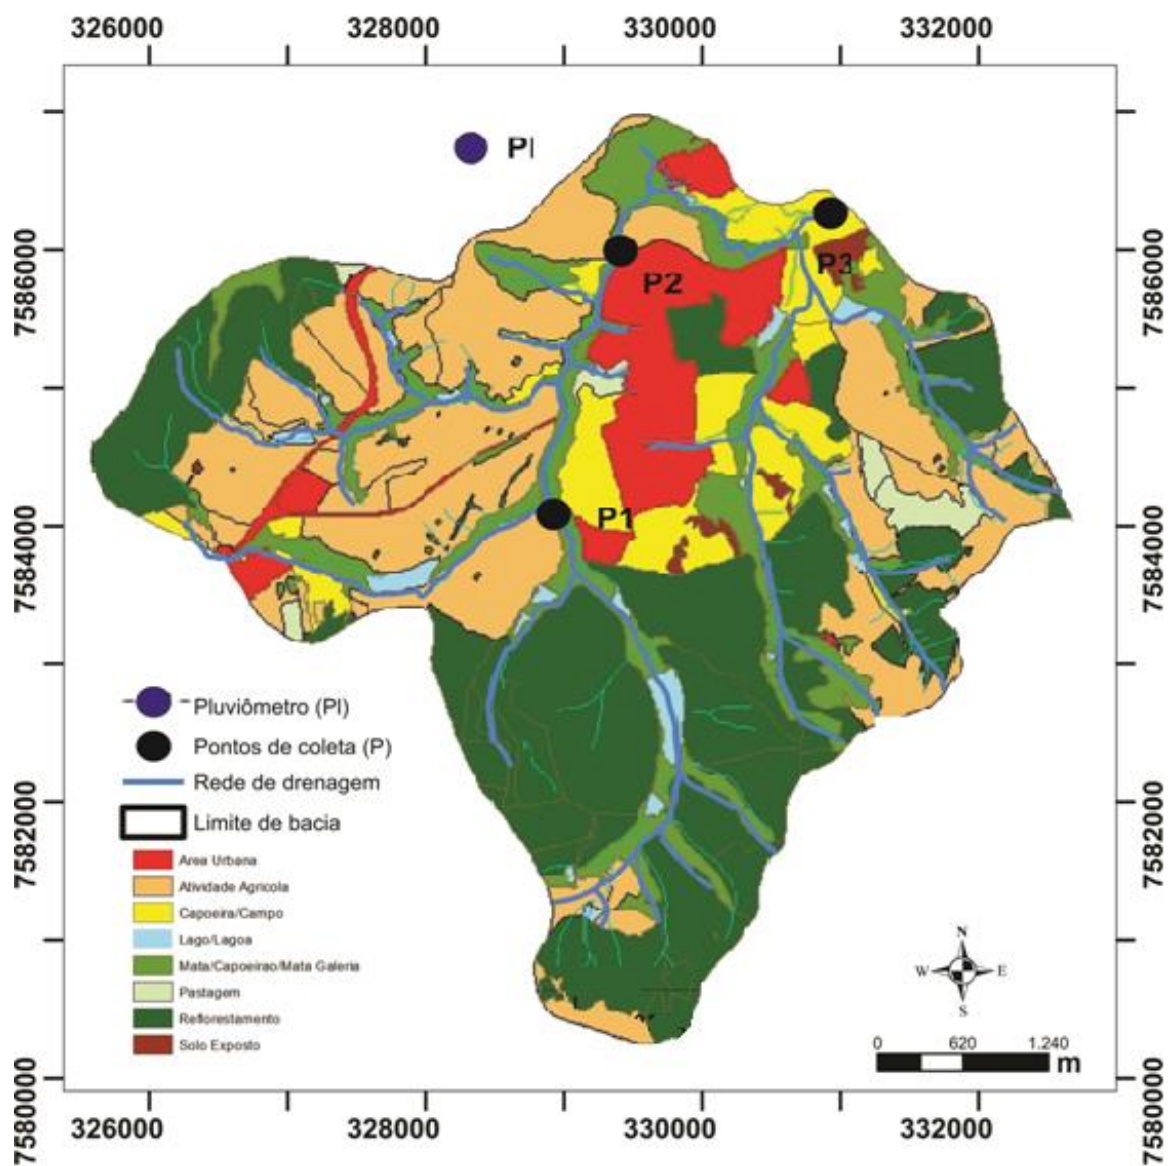 326000 328000 330000 332000
Pl
P3
P2
P1
7586000
7584000
7582000
7580000
7586000
7584000
7582000
7580000
Pluviômetro (Pl)
Pontos de coleta (P)
Rede de drenagem
Limite de bacia
Area Urbana
Atividade Agricola
Capoeira/Campo
Lago/Lagoa
Mata/Capoeirao/Mata Galeria
Pastagem
Reflorestamento
Solo Exposto
N
W E
S
0 620 1.240
m
326000 328000 330000 332000